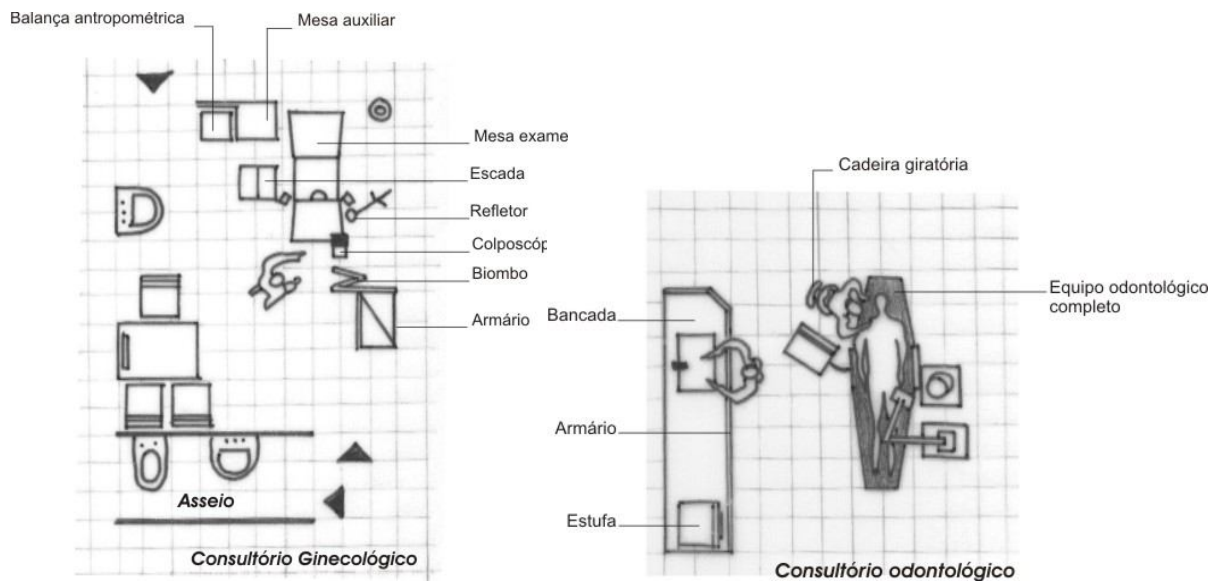 Balança antropométrica
Mesa auxiliar
Mesa exame
Escada
Refletor
Colposcóp
Biombo
Armário
Asseio
Consultório Ginecológico
Cadeira giratória
Equipo odontológico
completo
Bancada
Armário
Estufa
Consultório odontológico